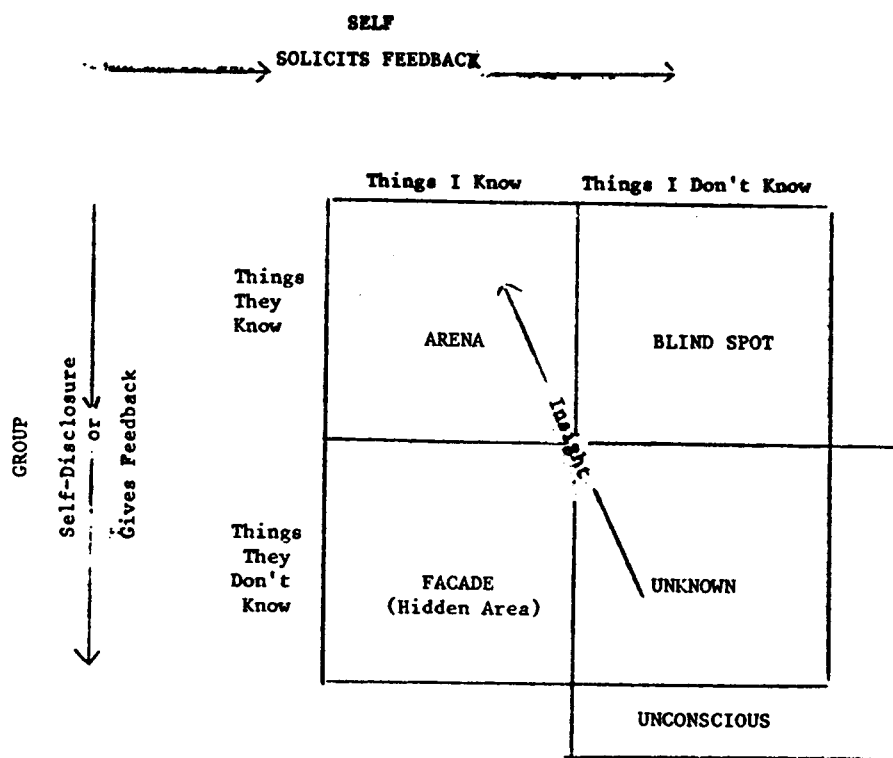 SELF
SOLICITS FEEDBACK
Things I Know
Things I Don't Know
Things
They
Know
ARENA
BLIND SPOT
Insight
GROUP
Self-Disclosure
or
Gives Feedback
Things
They
Don't
Know
FACADE
(Hidden Area)
UNKNOWN
UNCONSCIOUS